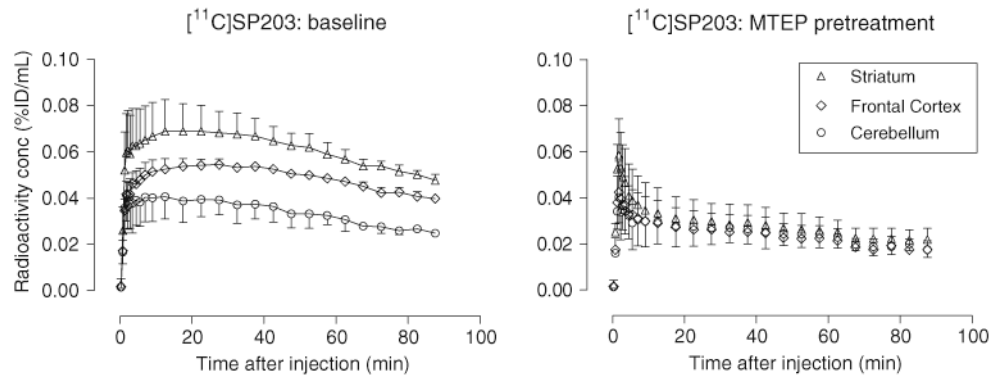 [¹¹C]SP203: baseline
Radioactivity conc (%ID/mL)
0.10
0.08
0.06
0.04
0.02
0.00
0 20 40 60 80 100
Time after injection (min)
[¹¹C]SP203: MTEP pretreatment
0.10
0.08
0.06
0.04
0.02
0.00
Striatum
Frontal Cortex
Cerebellum
0 20 40 60 80 100
Time after injection (min)